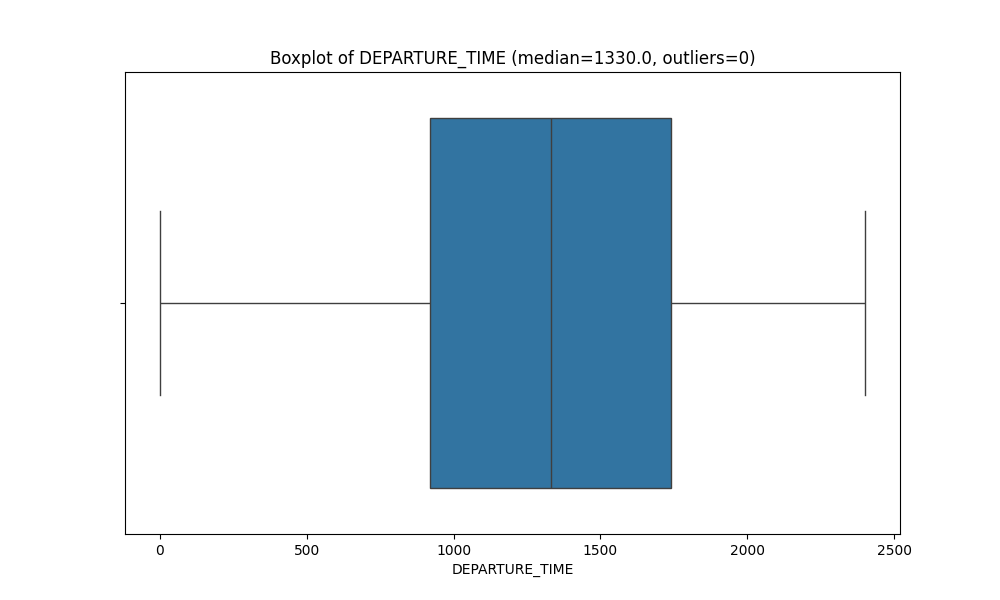 Boxplot of DEPARTURE_TIME (median=1330.0, outliers=0)
0 500 1000 1500 2000 2500
DEPARTURE_TIME